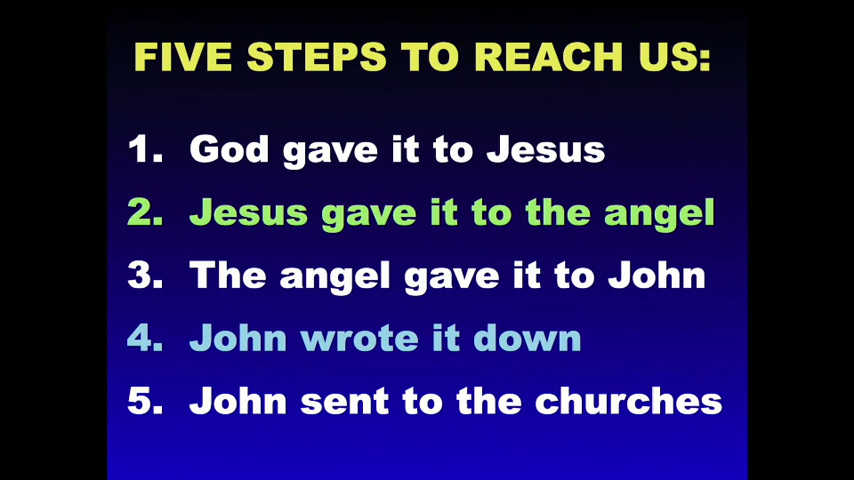 FIVE STEPS TO REACH US:
1. God gave it to Jesus
2. Jesus gave it to the angel
3. The angel gave it to John
4. John wrote it down
5. John sent to the churches